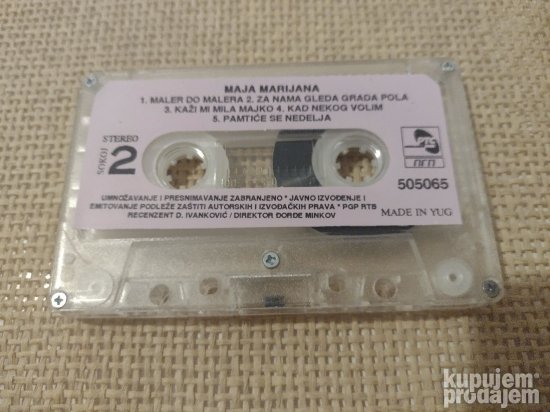 MAJA MARIJANA
1. MALER DO MALERA 2. ZA NAMA GLEDA GRADA POLA
3. KAŽI MI MILA MAJKO 4. KAD NEKOG VOLIM
5. PAMTIĆE SE NEDELJA
STEREO
2
505065
UMNOŽAVANJE I PRESNIMAVANJE ZABRANJENO * JAVNO IZVOĐENJE I
EMITOVANJE PODLEŽE ZAŠTITI AUTORSKIH I IZVOĐAČKIH PRAVA * PGP RTB
RECENZENT D. IVANKOVIĆ / DIREKTOR ĐORĐE MINKOV
MADE IN YUG
kupujem
prodajem